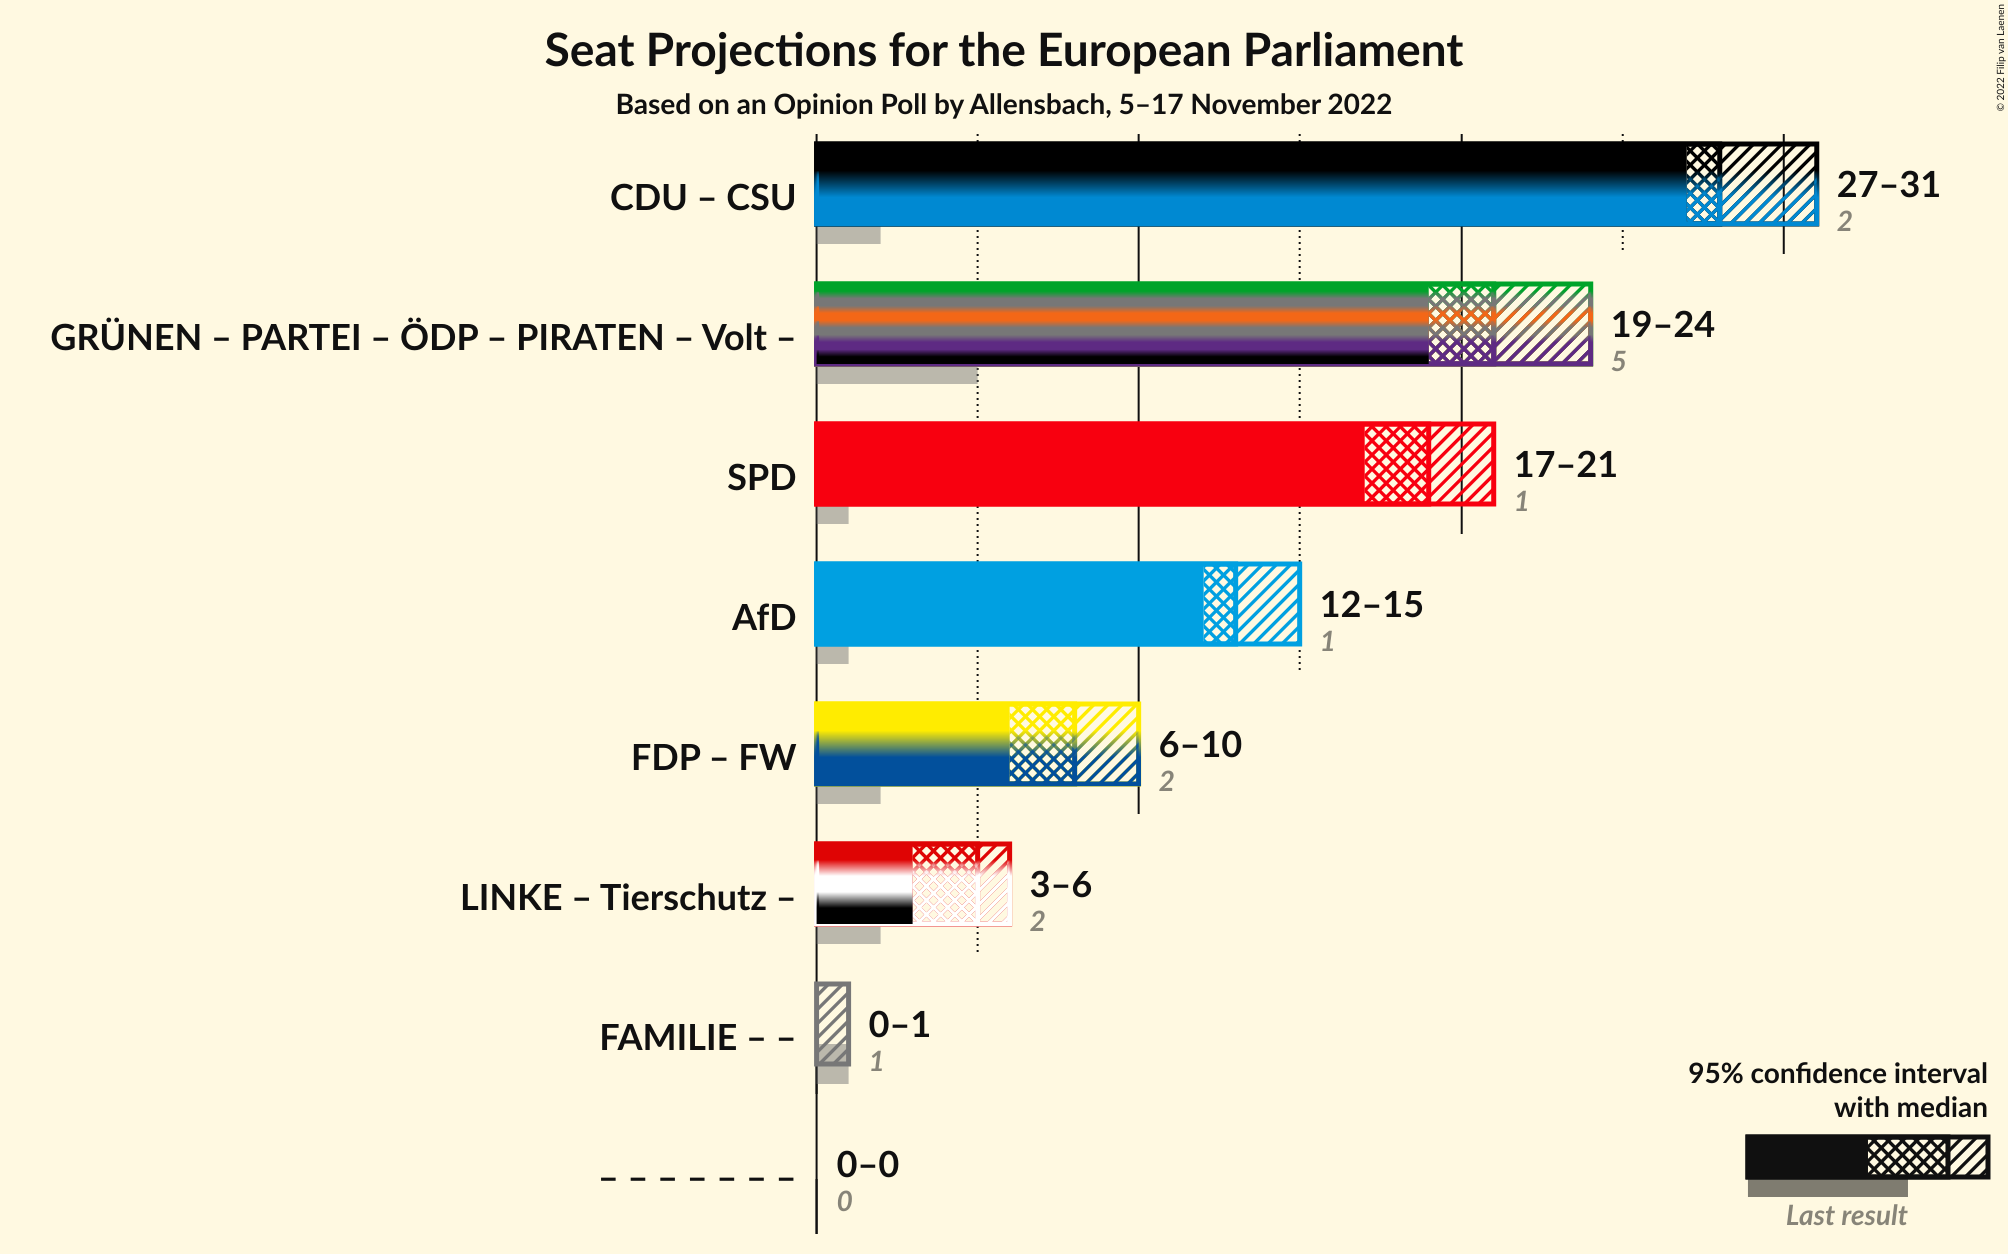 Seat Projections for the European Parliament
Based on an Opinion Poll by Allensbach, 5–17 November 2022
© 2022 Filip van Laenen
CDU – CSU
27–31
2
GRÜNEN – PARTEI – ÖDP – PIRATEN – Volt –
19–24
5
SPD
17–21
1
AfD
12–15
1
FDP – FW
6–10
2
LINKE – Tierschutz –
3–6
2
FAMILIE – –
0–1
1
– – – – – – –
0–0
0
95% confidence interval
with median
Last result